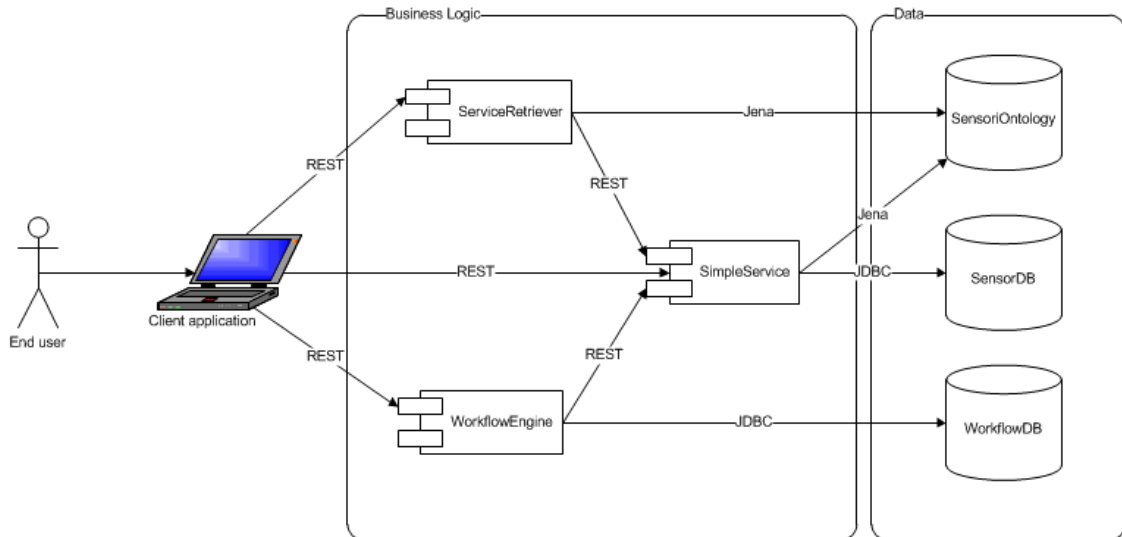 Business Logic
Data
ServiceRetriever
Jena
SensoriOntology
REST
REST
Jena
REST
SimpleService
JDBC
SensorDB
Client application
End user
REST
REST
WorkflowEngine
JDBC
WorkflowDB